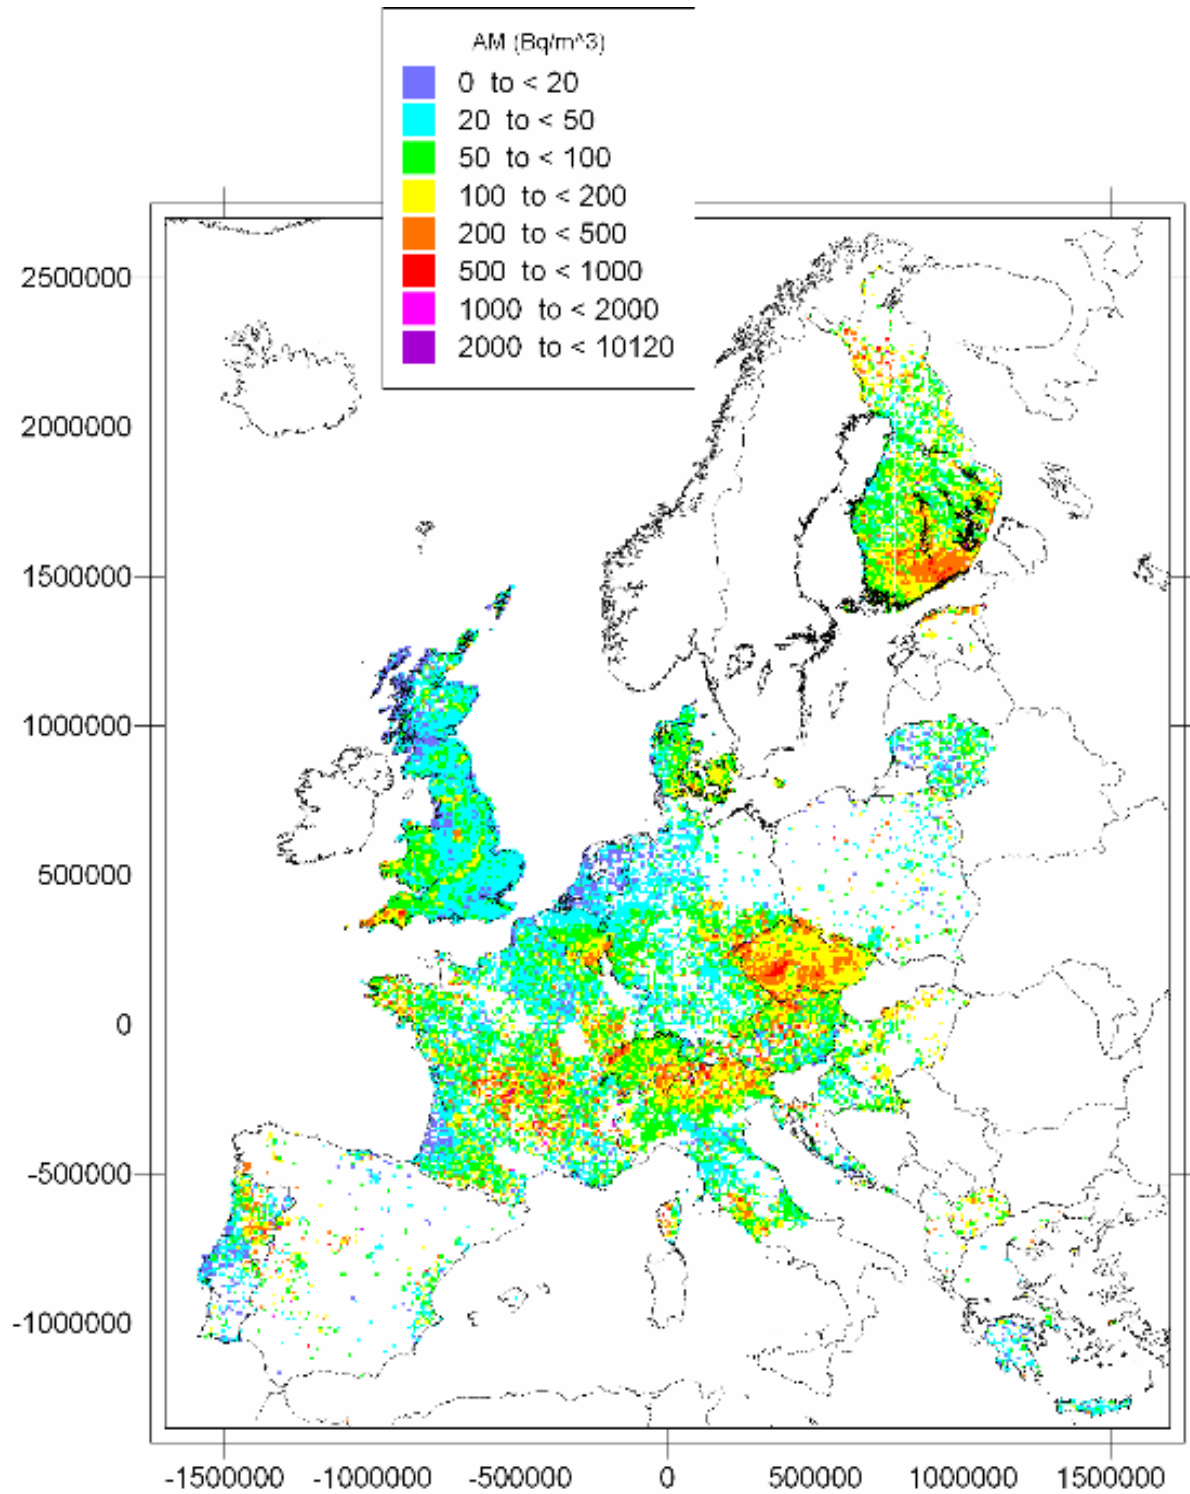 AM (Bq/m^3)
0 to < 20
20 to < 50
50 to < 100
100 to < 200
200 to < 500
500 to < 1000
1000 to < 2000
2000 to < 10120
2500000
2000000
1500000
1000000
500000
0
-500000
-1000000
-1500000 -1000000 -500000 0 500000 1000000 1500000